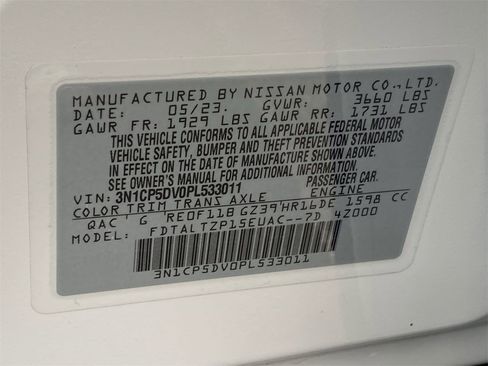 MANUFACTURED BY NISSAN MOTOR CO.,LTD.
DATE: 05/23. GVWR: 3660 LBS
GAWR FR: 1929 LBS GAWR RR: 1731 LBS
THIS VEHICLE CONFORMS TO ALL APPLICABLE FEDERAL MOTOR
VEHICLE SAFETY, BUMPER AND THEFT PREVENTION STANDARDS
IN EFFECT ON THE DATE OF MANUFACTURE SHOWN ABOVE.
SEE OWNER'S MANUAL FOR ADDITIONAL INFORMATION.
VIN: 3N1CP5DV0PL533011 PASSENGER CAR.
COLOR TRIM TRANS AXLE ENGINE
QAC G RE0F11B GZ39 HR16DE 1598 CC
MODEL: FDTALTZP15EUAC--7D 4Z000
3N1CP5DV0PL533011